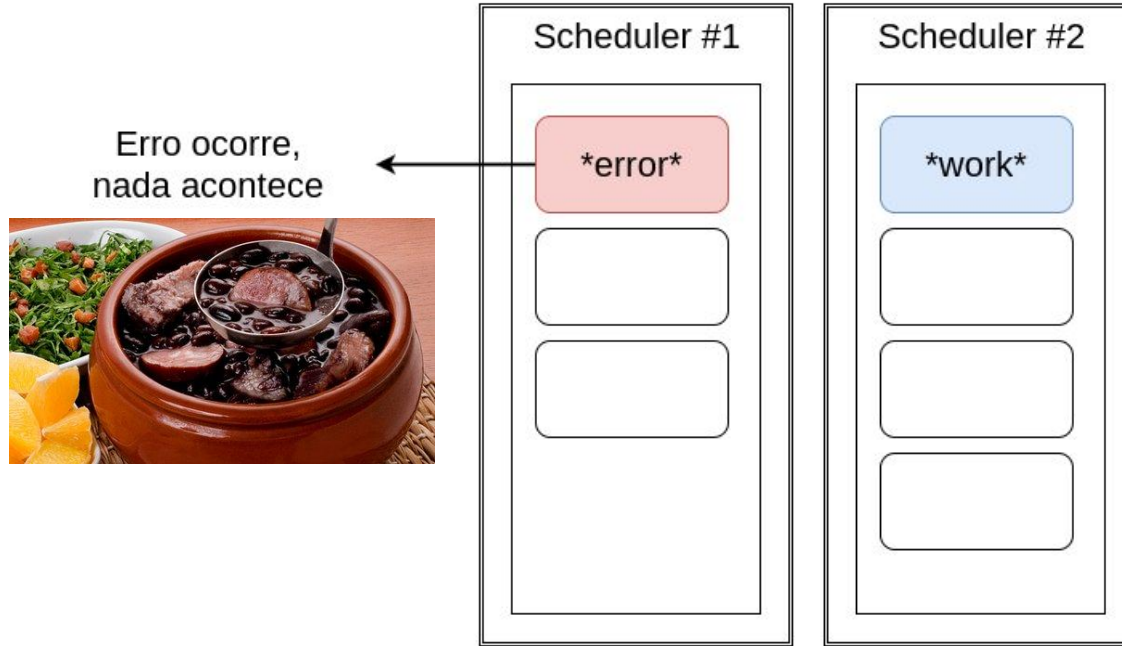 Scheduler #1
Scheduler #2
Erro ocorre,
nada acontece
*error*
*work*